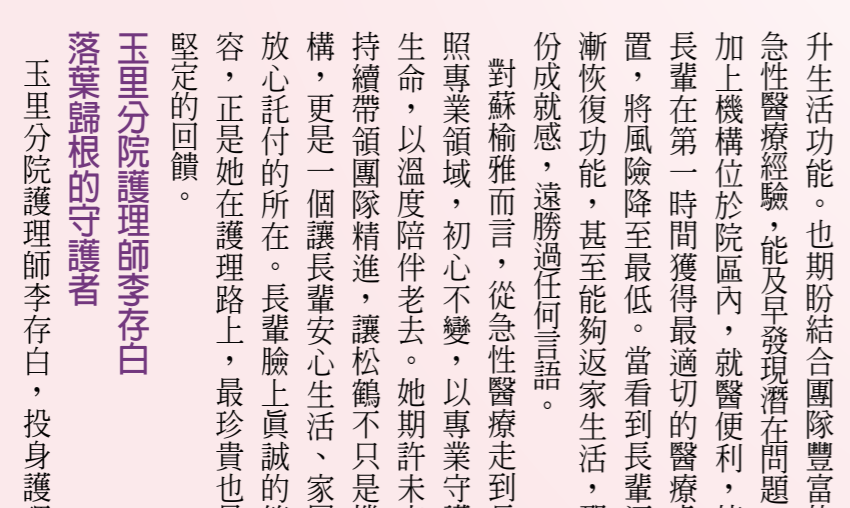 升生活功能。也期盼結合團隊豐富
急性醫療經驗，能及早發現潛在問題
加上機構位於院區內，就醫便利，
長輩在第一時間獲得最適切的醫療
置，將風險降至最低。當看到長輩
漸恢復功能，甚至能夠返家生活，
份成就感，遠勝過任何言語。
對蘇榆雅而言，從急性醫療走到
照專業領域，初心不變，以專業守
生命，以溫度陪伴老去。她期許未
持續帶領團隊精進，讓松鶴不只是
構，更是一個讓長輩安心生活、家
放心託付的所在。長輩臉上真誠的
容，正是她在護理路上，最珍貴也
堅定的回饋。
玉里分院護理師李存白
落葉歸根的守護者
玉里分院護理師李存白，投身護